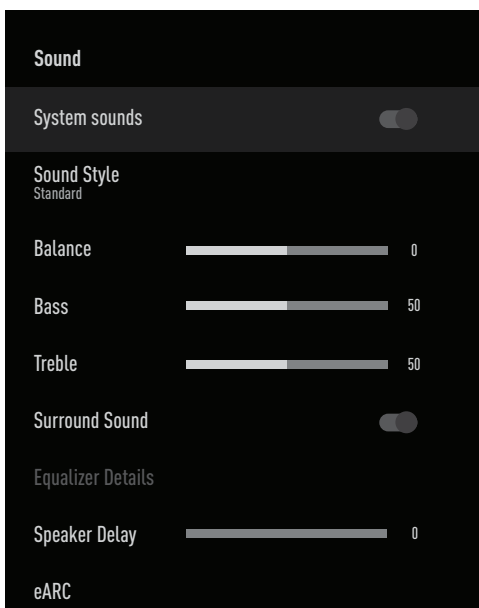 Sound
System sounds
Sound Style
Standard
Balance 0
Bass 50
Treble 50
Surround Sound
Equalizer Details
Speaker Delay 0
eARC